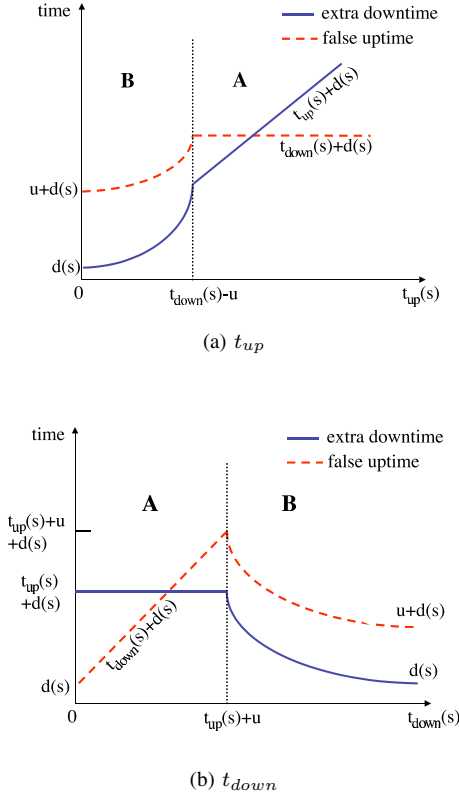 time
extra downtime
false uptime
B
A
t_up(s)+d(s)
t_down(s)+d(s)
u+d(s)
d(s)
0
t_down(s)-u
t_up(s)
(a) t_up
time
extra downtime
false uptime
A
B
t_up(s)+u
+d(s)
t_up(s)
+d(s)
t_down(s)+d(s)
u+d(s)
d(s)
d(s)
0
t_up(s)+u
t_down(s)
(b) t_down